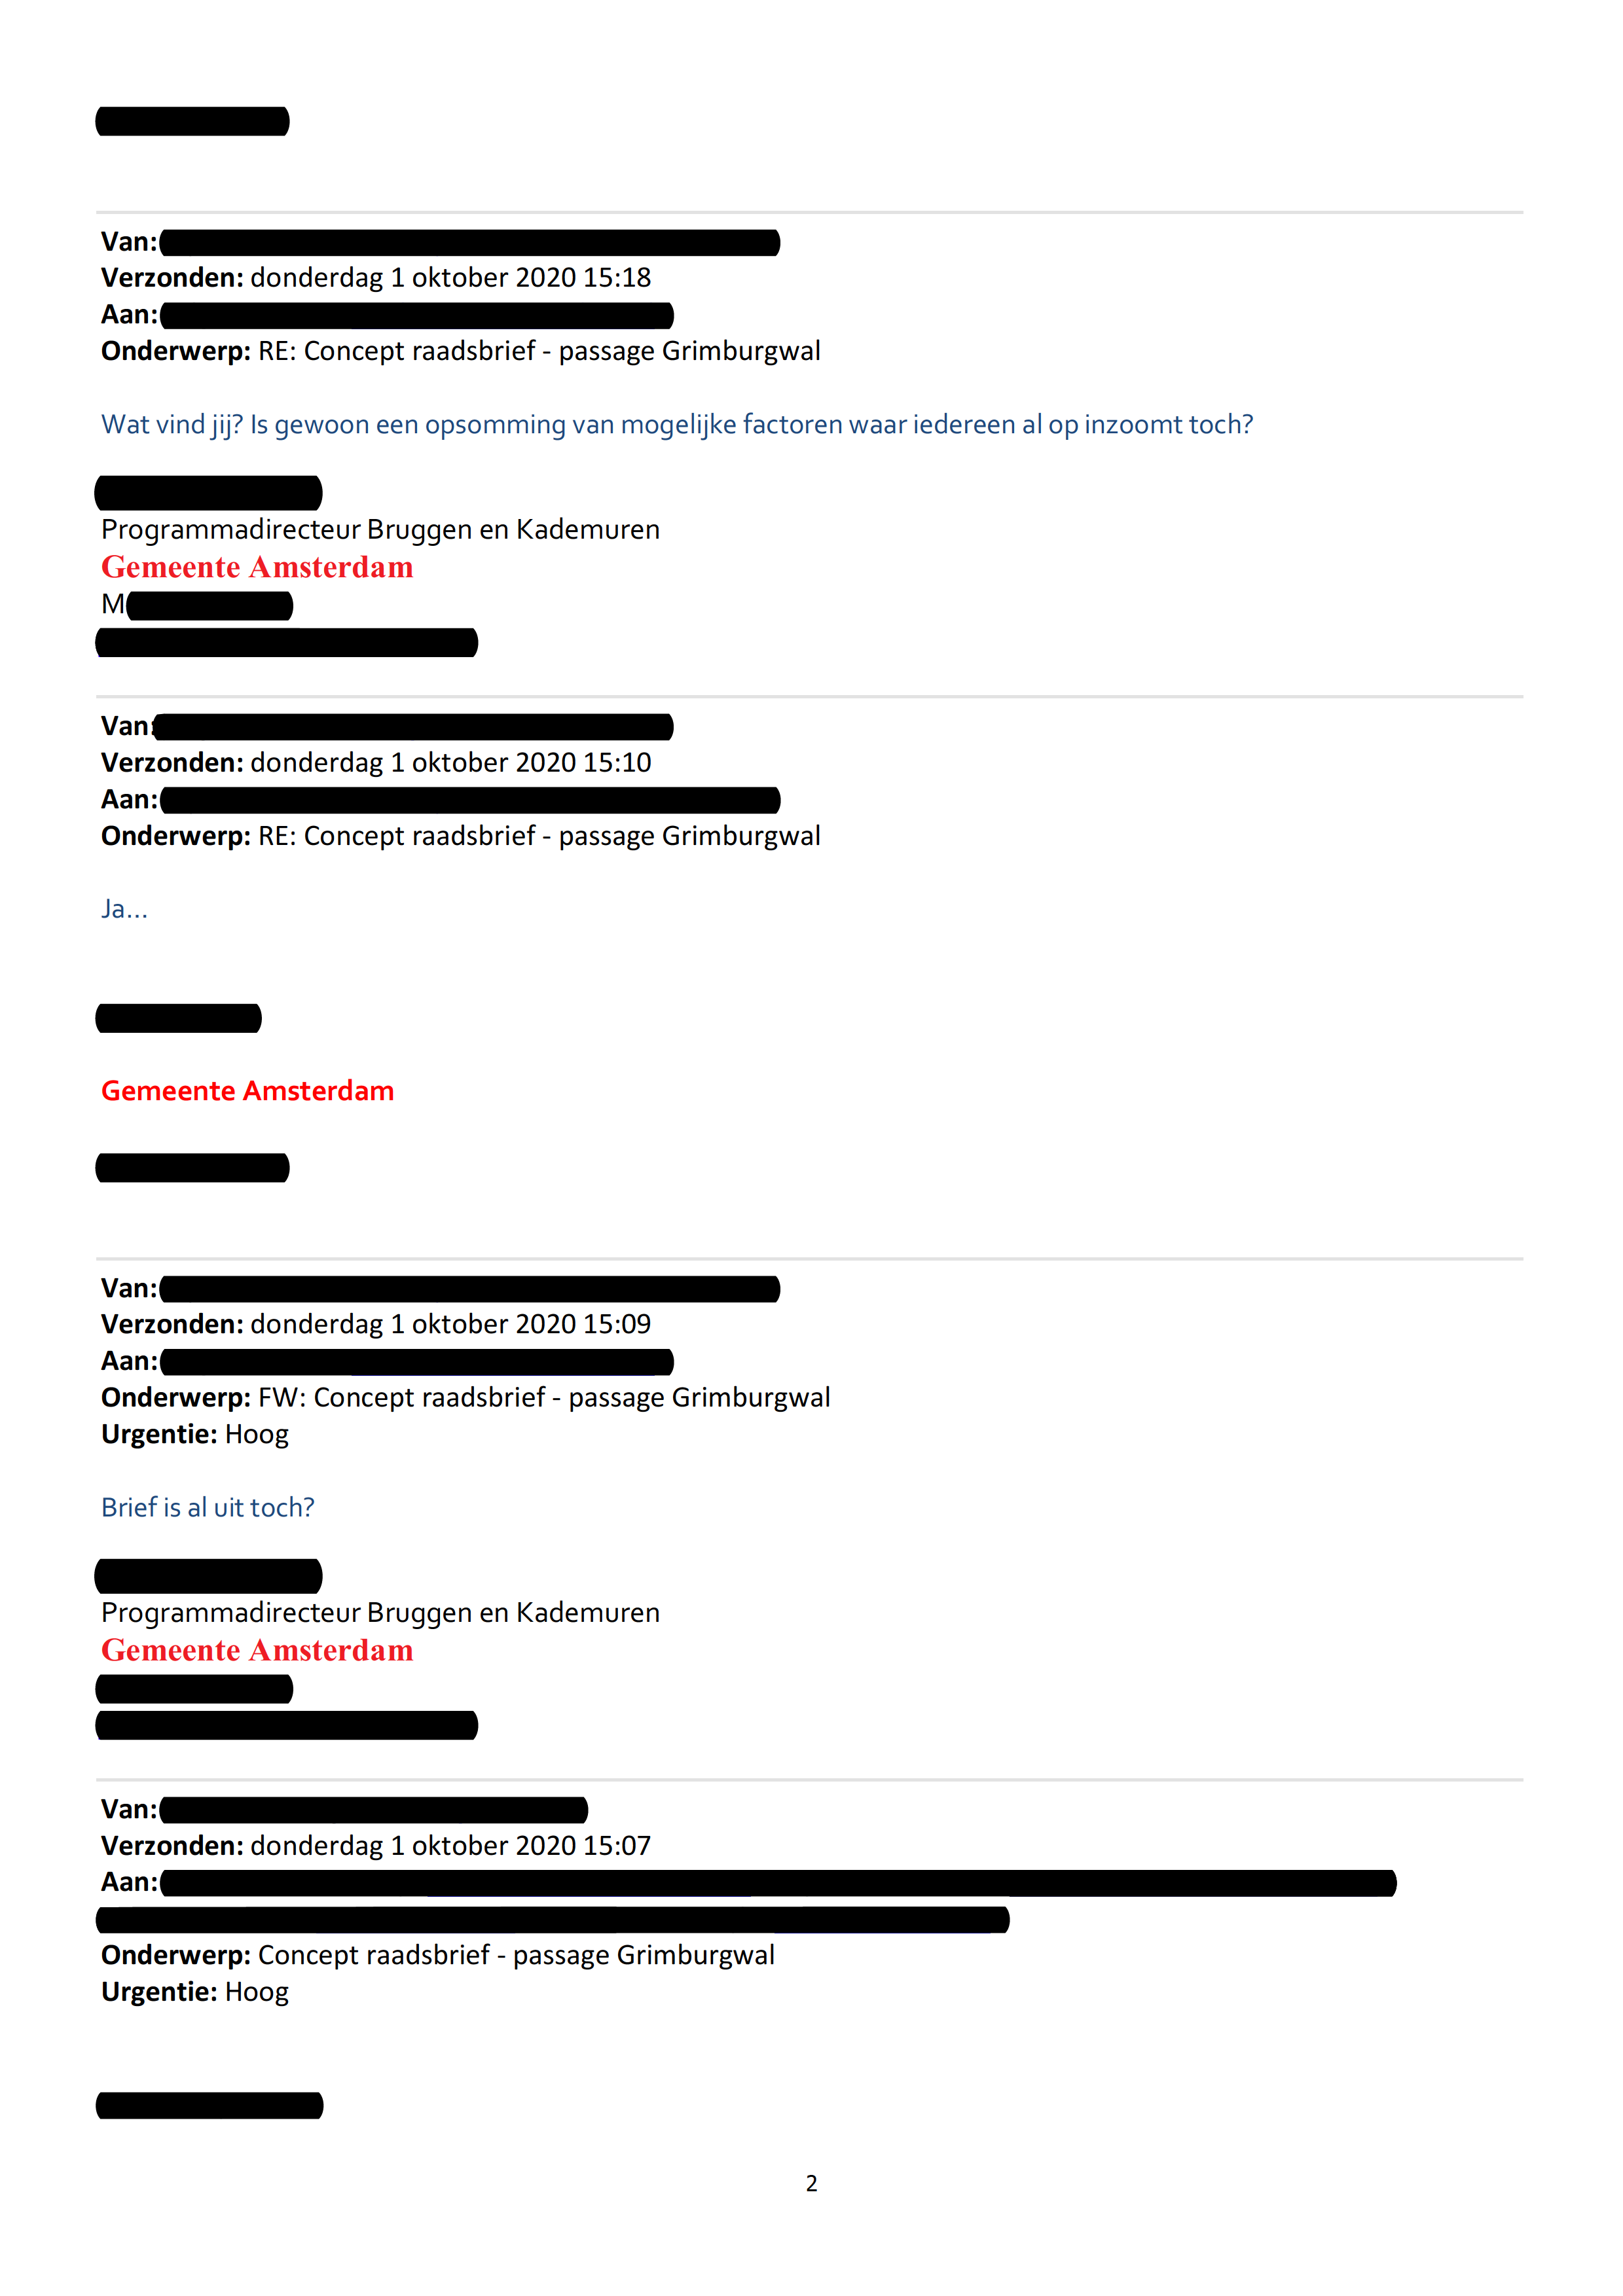 Van:
Verzonden: donderdag 1 oktober 2020 15:18
Aan:
Onderwerp: RE: Concept raadsbrief - passage Grimburgwal
Wat vind jij? Is gewoon een opsomming van mogelijke factoren waar iedereen al op inzoomt toch?
Programmadirecteur Bruggen en Kademuren
Gemeente Amsterdam
M
Van:
Verzonden: donderdag 1 oktober 2020 15:10
Aan:
Onderwerp: RE: Concept raadsbrief - passage Grimburgwal
Ja...
Gemeente Amsterdam
Van:
Verzonden: donderdag 1 oktober 2020 15:09
Aan:
Onderwerp: FW: Concept raadsbrief - passage Grimburgwal
Urgentie: Hoog
Brief is al uit toch?
Programmadirecteur Bruggen en Kademuren
Gemeente Amsterdam
Van:
Verzonden: donderdag 1 oktober 2020 15:07
Aan:
Onderwerp: Concept raadsbrief - passage Grimburgwal
Urgentie: Hoog
2